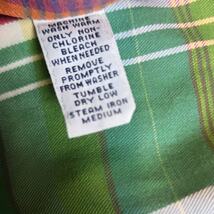 MACHINE
WASH WARM
ONLY NON-
CHLORINE
BLEACH
WHEN NEEDED
REMOVE
PROMPTLY
FROM WASHER
TUMBLE
DRY LOW
STEAM IRON
MEDIUM